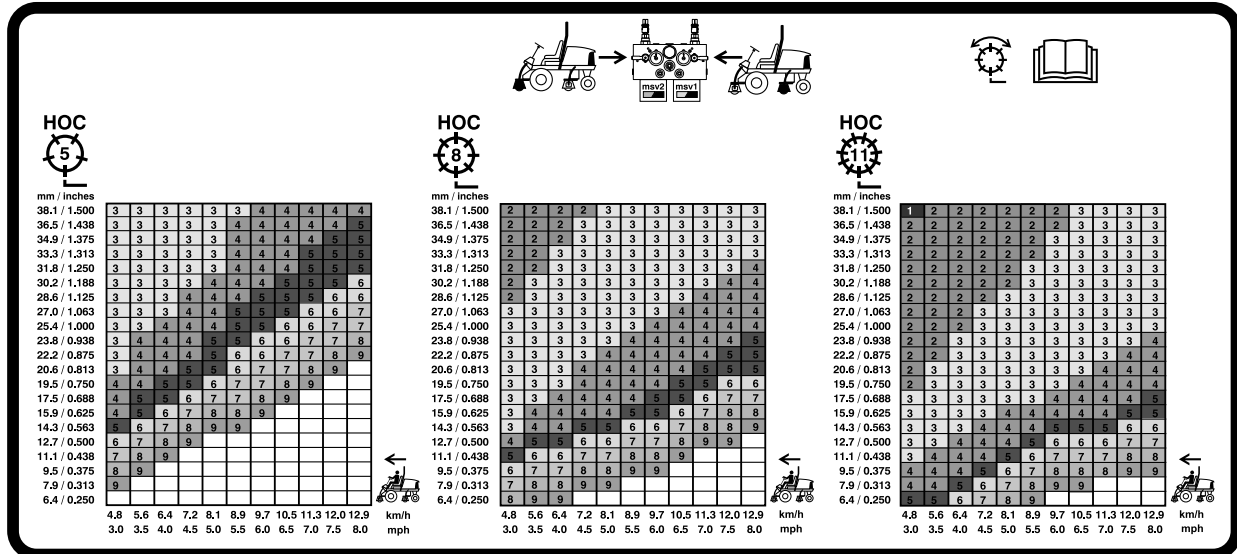 msv2 msv1
HOC
5
mm / inches
38.1 / 1.500 3 3 3 3 3 3 4 4 4 4 4
36.5 / 1.438 3 3 3 3 3 4 4 4 4 4 5
34.9 / 1.375 3 3 3 3 3 4 4 4 4 5 5
33.3 / 1.313 3 3 3 3 3 4 4 4 5 5 5
31.8 / 1.250 3 3 3 3 3 4 4 4 5 5 5
30.2 / 1.188 3 3 3 3 4 4 4 5 5 5 6
28.6 / 1.125 3 3 3 4 4 4 5 5 5 6 6
27.0 / 1.063 3 3 3 4 4 5 5 5 6 6 7
25.4 / 1.000 3 3 4 4 4 5 5 6 6 7 7
23.8 / 0.938 3 4 4 4 5 5 6 6 7 7 8
22.2 / 0.875 3 4 4 4 5 6 6 7 7 8 9
20.6 / 0.813 3 4 4 5 5 6 7 7 8 9
19.5 / 0.750 4 4 5 5 6 7 7 8 9
17.5 / 0.688 4 5 5 6 7 7 8 9
15.9 / 0.625 4 5 6 7 7 8 9
14.3 / 0.563 5 6 7 8 9 9
12.7 / 0.500 6 7 8 9
11.1 / 0.438 7 8 9
9.5 / 0.375 8 9
7.9 / 0.313 9
6.4 / 0.250
4.8 5.6 6.4 7.2 8.1 8.9 9.7 10.5 11.3 12.0 12.9 km/h
3.0 3.5 4.0 4.5 5.0 5.5 6.0 6.5 7.0 7.5 8.0 mph
HOC
8
mm / inches
38.1 / 1.500 2 2 2 2 3 3 3 3 3 3 3
36.5 / 1.438 2 2 2 3 3 3 3 3 3 3 3
34.9 / 1.375 2 2 2 3 3 3 3 3 3 3 3
33.3 / 1.313 2 2 3 3 3 3 3 3 3 3 3
31.8 / 1.250 2 2 3 3 3 3 3 3 3 3 4
30.2 / 1.188 2 3 3 3 3 3 3 3 3 4 4
28.6 / 1.125 2 3 3 3 3 3 3 3 4 4 4
27.0 / 1.063 3 3 3 3 3 3 3 4 4 4 4
25.4 / 1.000 3 3 3 3 3 3 4 4 4 4 4
23.8 / 0.938 3 3 3 3 3 4 4 4 4 4 5
22.2 / 0.875 3 3 3 3 4 4 4 4 4 5 5
20.6 / 0.813 3 3 3 3 4 4 4 4 5 5 5
19.5 / 0.750 3 3 3 4 4 4 4 5 5 6 6
17.5 / 0.688 3 3 4 4 4 4 5 5 6 6 7
15.9 / 0.625 3 4 4 4 4 5 5 6 7 8 8
14.3 / 0.563 3 4 4 5 5 6 6 7 8 8 9
12.7 / 0.500 4 5 5 6 6 7 7 8 9 9
11.1 / 0.438 5 6 6 7 7 8 8 9
9.5 / 0.375 6 7 7 8 8 9 9
7.9 / 0.313 7 8 8 9 9
6.4 / 0.250 8 9 9
4.8 5.6 6.4 7.2 8.1 8.9 9.7 10.5 11.3 12.0 12.9 km/h
3.0 3.5 4.0 4.5 5.0 5.5 6.0 6.5 7.0 7.5 8.0 mph
HOC
11
mm / inches
38.1 / 1.500 1 2 2 2 2 2 2 3 3 3 3
36.5 / 1.438 2 2 2 2 2 2 2 3 3 3 3
34.9 / 1.375 2 2 2 2 2 2 3 3 3 3 3
33.3 / 1.313 2 2 2 2 2 2 3 3 3 3 3
31.8 / 1.250 2 2 2 2 2 3 3 3 3 3 3
30.2 / 1.188 2 2 2 2 2 3 3 3 3 3 3
28.6 / 1.125 2 2 2 2 3 3 3 3 3 3 3
27.0 / 1.063 2 2 2 3 3 3 3 3 3 3 3
25.4 / 1.000 2 2 2 3 3 3 3 3 3 3 3
23.8 / 0.938 2 2 3 3 3 3 3 3 3 3 4
22.2 / 0.875 2 2 3 3 3 3 3 3 3 4 4
20.6 / 0.813 2 3 3 3 3 3 3 3 4 4 4
19.5 / 0.750 2 3 3 3 3 3 3 4 4 4 4
17.5 / 0.688 3 3 3 3 3 3 4 4 4 4 5
15.9 / 0.625 3 3 3 3 4 4 4 4 4 5 5
14.3 / 0.563 3 3 3 4 4 4 5 5 5 6 6
12.7 / 0.500 3 3 4 4 4 5 6 6 6 7 7
11.1 / 0.438 3 4 4 4 5 6 6 7 7 8 8
9.5 / 0.375 4 4 4 5 6 7 8 8 8 9 9
7.9 / 0.313 4 4 5 6 7 8 8 9
6.4 / 0.250 5 5 6 7 8 9
4.8 5.6 6.4 7.2 8.1 8.9 9.7 10.5 11.3 12.0 12.9 km/h
3.0 3.5 4.0 4.5 5.0 5.5 6.0 6.5 7.0 7.5 8.0 mph